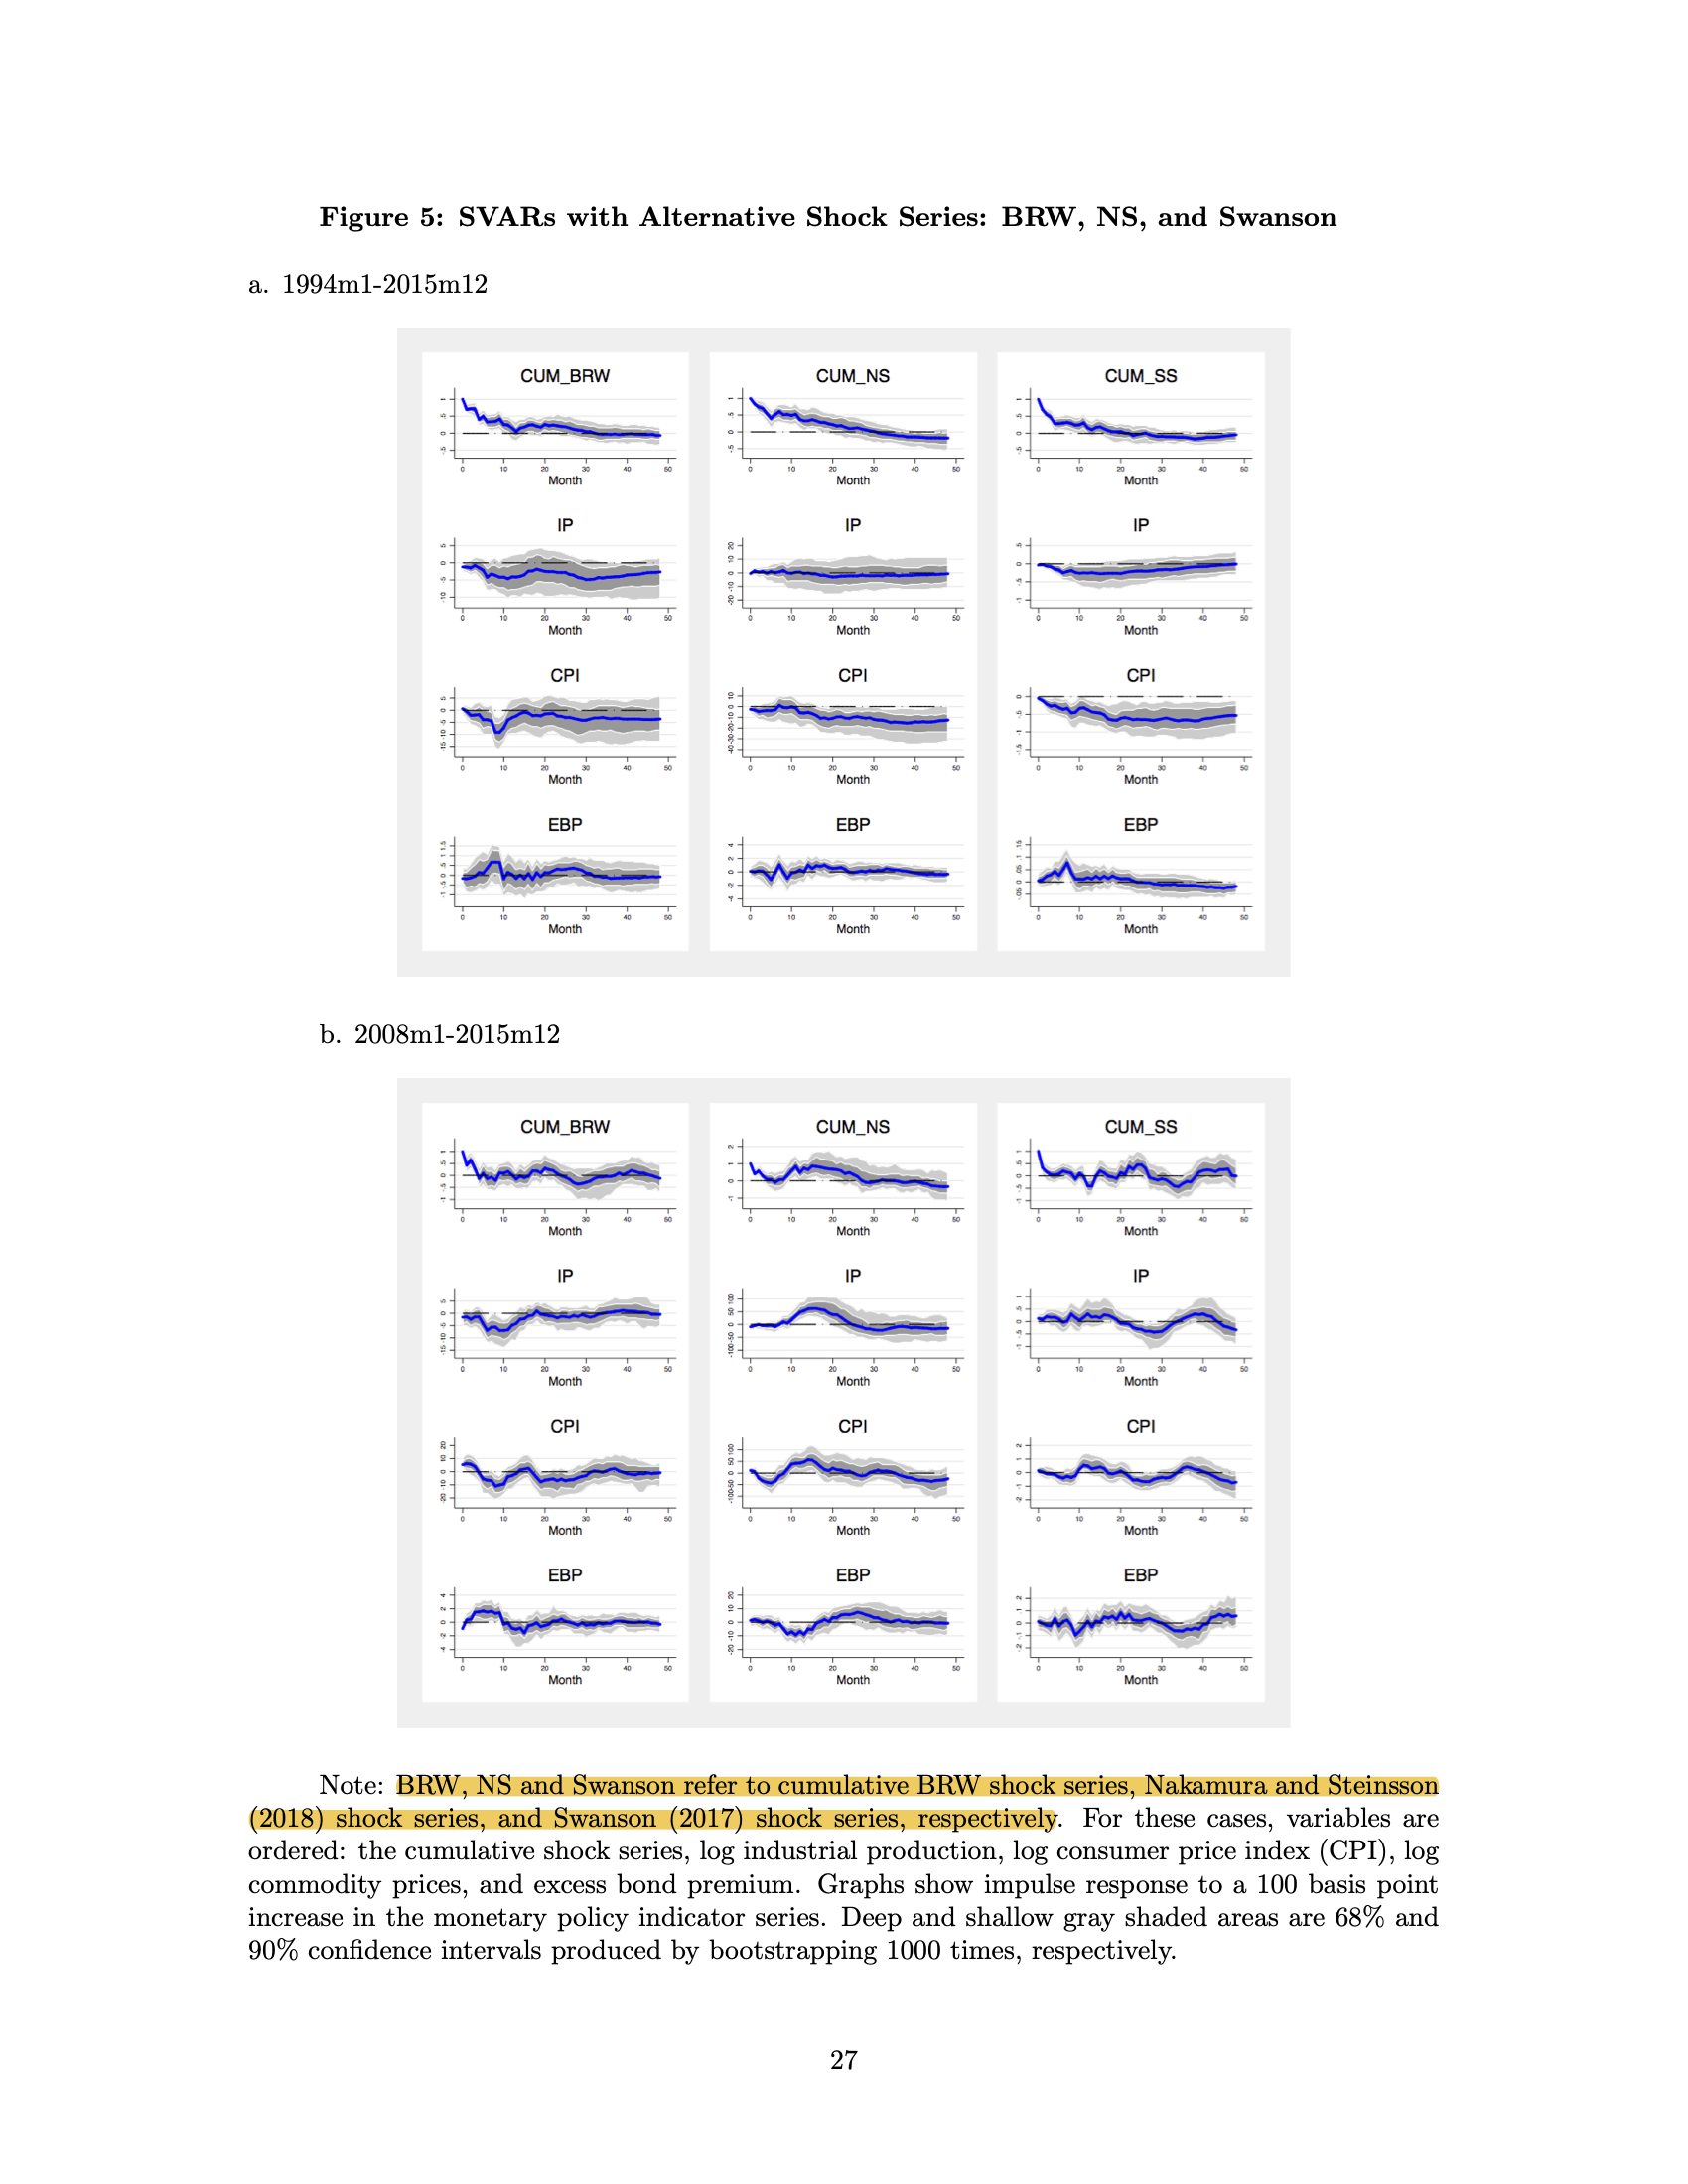 Figure 5: SVARs with Alternative Shock Series: BRW, NS, and Swanson
a. 1994m1-2015m12
CUM_BRW
CUM_NS
CUM_SS
Month
Month
Month
IP
IP
IP
Month
Month
Month
CPI
CPI
CPI
Month
Month
Month
EBP
EBP
EBP
Month
Month
Month
b. 2008m1-2015m12
CUM_BRW
CUM_NS
CUM_SS
Month
Month
Month
IP
IP
IP
Month
Month
Month
CPI
CPI
CPI
Month
Month
Month
EBP
EBP
EBP
Month
Month
Month
Note: BRW, NS and Swanson refer to cumulative BRW shock series, Nakamura and Steinsson
(2018) shock series, and Swanson (2017) shock series, respectively. For these cases, variables are
ordered: the cumulative shock series, log industrial production, log consumer price index (CPI), log
commodity prices, and excess bond premium. Graphs show impulse response to a 100 basis point
increase in the monetary policy indicator series. Deep and shallow gray shaded areas are 68% and
90% confidence intervals produced by bootstrapping 1000 times, respectively.
27